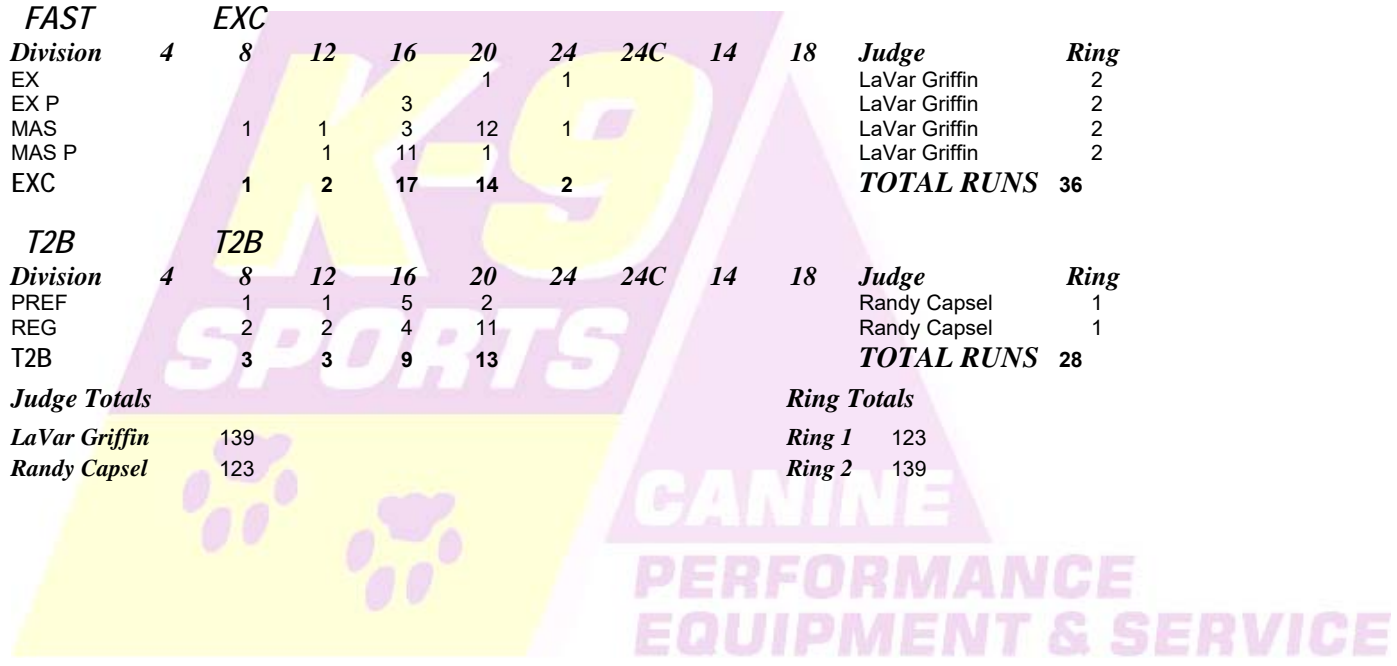 FAST EXC
Division 4 8 12 16 20 24 24C 14 18 Judge Ring
EX 1 1 LaVar Griffin 2
EX P 3 LaVar Griffin 2
MAS 1 1 3 12 1 LaVar Griffin 2
MAS P 1 11 1 LaVar Griffin 2
EXC 1 2 17 14 2 TOTAL RUNS 36
T2B T2B
Division 4 8 12 16 20 24 24C 14 18 Judge Ring
PREF 1 1 5 2 Randy Capsel 1
REG 2 2 4 11 Randy Capsel 1
T2B 3 3 9 13 TOTAL RUNS 28
Judge Totals Ring Totals
LaVar Griffin 139 Ring 1 123
Randy Capsel 123 Ring 2 139
K-9
SPORTS
CANINE
PERFORMANCE
EQUIPMENT & SERVICE